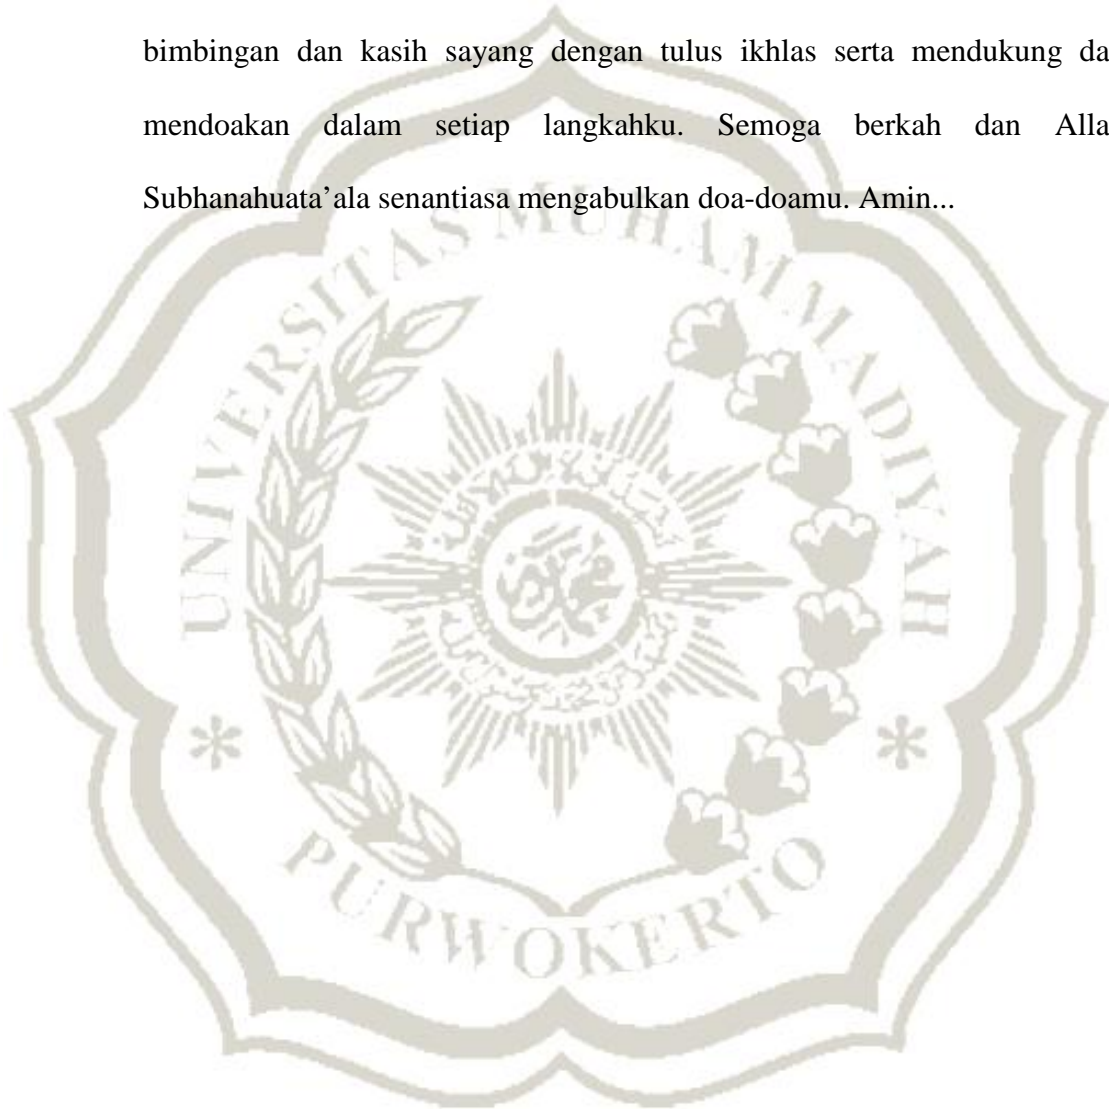 bimbingan dan kasih sayang dengan tulus ikhlas serta mendukung da
mendoakan dalam setiap langkahku. Semoga berkah dan Alla
Subhanahuata’ala senantiasa mengabulkan doa-doamu. Amin...
UNIVERSITAS MUHAMMADIYAH
PURWOKERTO